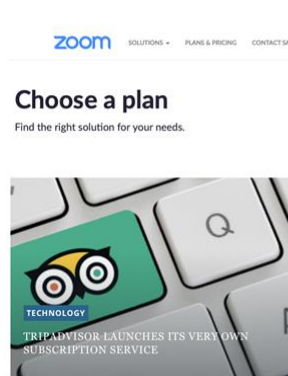 zoom SOLUTIONS PLANS & PRICING CONTACT
Choose a plan
Find the right solution for your needs.
Q
TECHNOLOGY
TRIPADVISOR LAUNCHES ITS VERY OWN
SUBSCRIPTION SERVICE